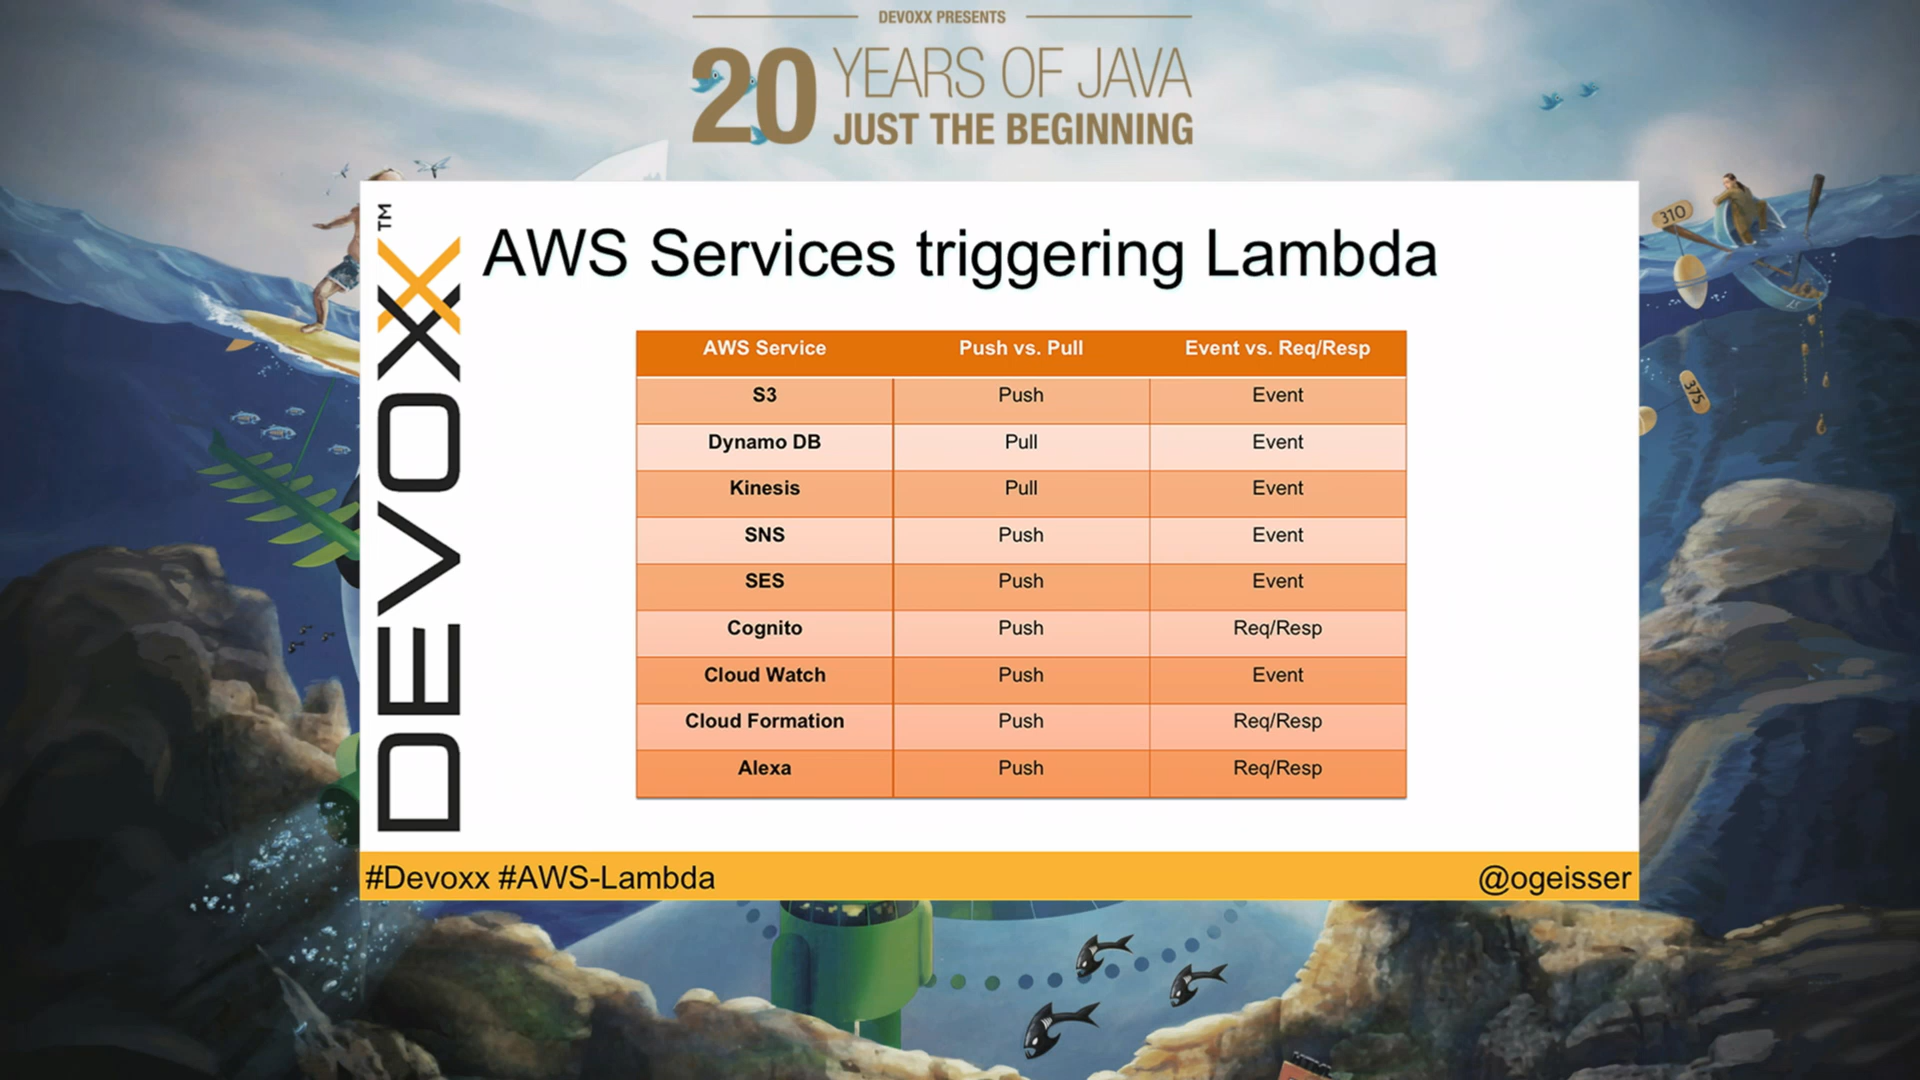 DEVOXX PRESENTS
20 YEARS OF JAVA
JUST THE BEGINNING
310
375
DEVOXX™
AWS Services triggering Lambda
AWS Service Push vs. Pull Event vs. Req/Resp
S3 Push Event
Dynamo DB Pull Event
Kinesis Pull Event
SNS Push Event
SES Push Event
Cognito Push Req/Resp
Cloud Watch Push Event
Cloud Formation Push Req/Resp
Alexa Push Req/Resp
#Devoxx #AWS-Lambda @ogeisser